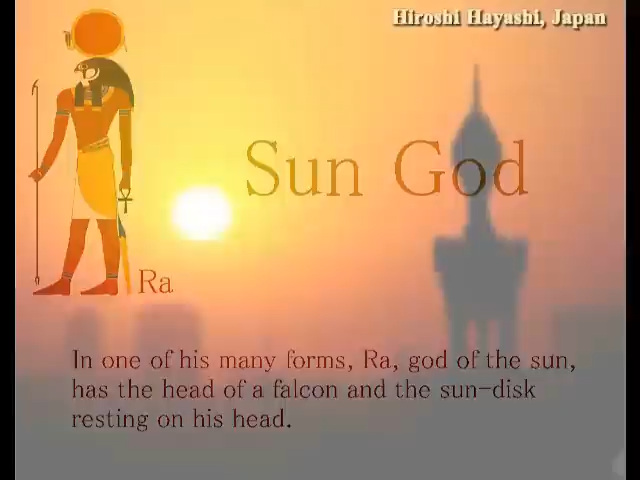 Hiroshi Hayashi, Japan
Sun God
Ra
In one of his many forms, Ra, god of the sun,
has the head of a falcon and the sun-disk
resting on his head.